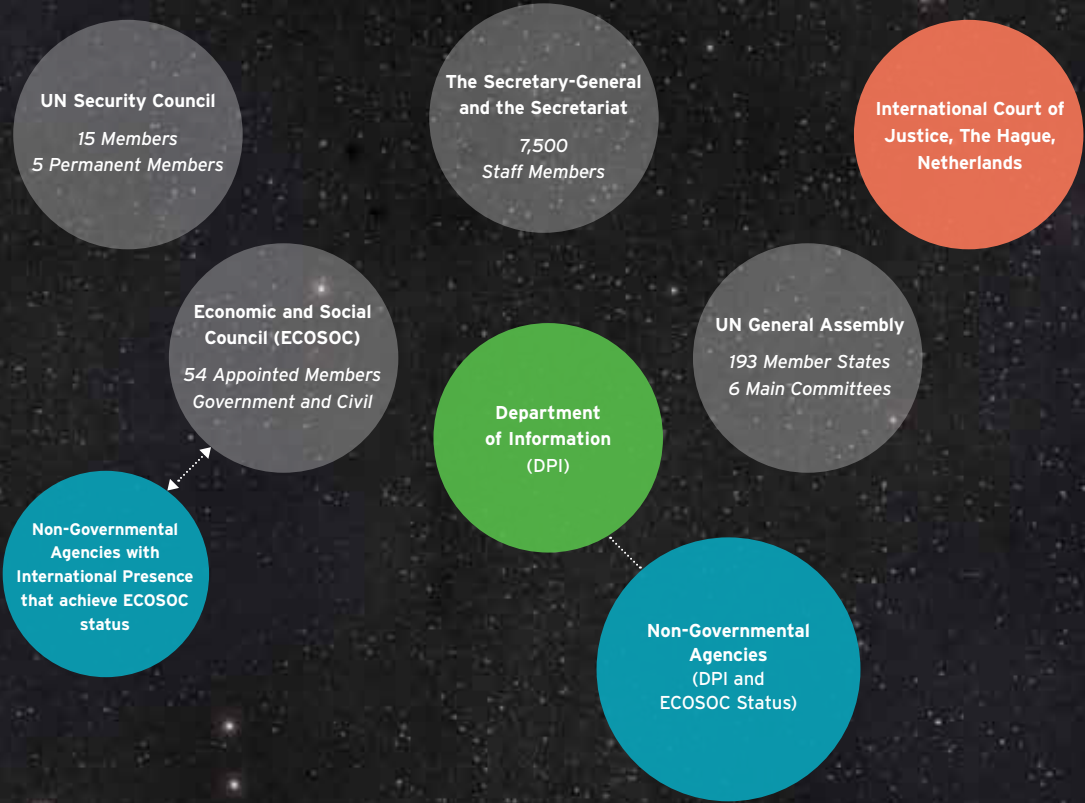 UN Security Council
15 Members
5 Permanent Members
The Secretary-General
and the Secretariat
7,500
Staff Members
International Court of
Justice, The Hague,
Netherlands
Economic and Social
Council (ECOSOC)
54 Appointed Members
Government and Civil
Department
of Information
(DPI)
UN General Assembly
193 Member States
6 Main Committees
Non-Governmental
Agencies with
International Presence
that achieve ECOSOC
status
Non-Governmental
Agencies
(DPI and
ECOSOC Status)